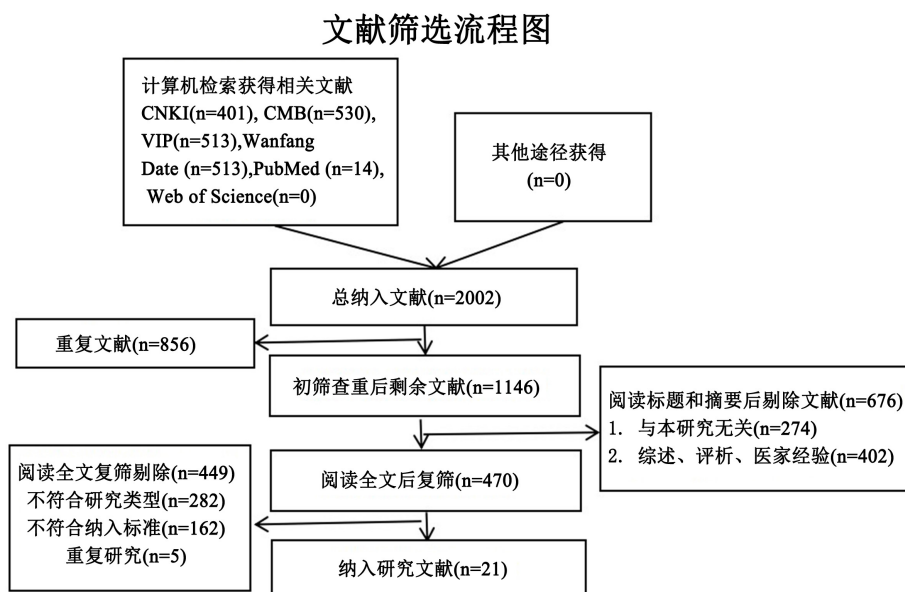 文献筛选流程图
计算机检索获得相关文献
CNKI(n=401), CMB(n=530),
VIP(n=513),Wanfang
Date (n=513),PubMed (n=14),
Web of Science(n=0)
其他途径获得
(n=0)
总纳入文献(n=2002)
重复文献(n=856)
初筛查重后剩余文献(n=1146)
阅读标题和摘要后剔除文献(n=676)
1. 与本研究无关(n=274)
2. 综述、评析、医家经验(n=402)
阅读全文后复筛(n=470)
阅读全文复筛剔除(n=449)
不符合研究类型(n=282)
不符合纳入标准(n=162)
重复研究(n=5)
纳入研究文献(n=21)